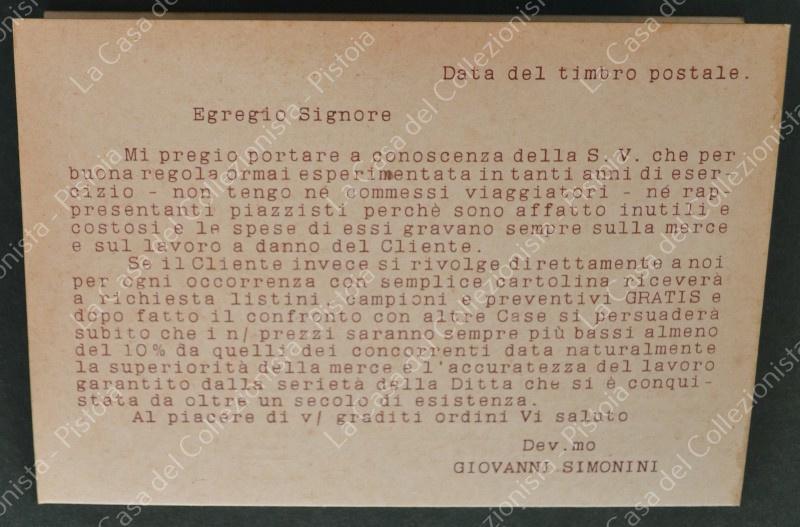 Data del timbro postale.
Egregio Signore
Mi pregio portare a conoscenza della S. V. che per
buona regola ormai esperimentata in tanti anni di eser-
cizio - non tengo nè commessi viaggiatori - nè rap-
presentanti piazzisti perchè sono affatto inutili e
costosi e le spese di essi gravano sempre sulla merce
e sul lavoro a danno del Cliente.
Se il Cliente invece si rivolge direttamente a noi
per ogni occorrenza con semplice cartolina riceverà
a richiesta listini, campioni e preventivi GRATIS e
dopo fatto il confronto con altre Case si persuaderà
subito che i n/ prezzi saranno sempre più bassi almeno
del 10% da quelli dei concorrenti data naturalmente
la superiorità della merce e l'accuratezza del lavoro
garantito dalla serietà della Ditta che si è conqui-
stata da oltre un secolo di esistenza.
Al piacere di v/ graditi ordini Vi saluto
Dev.mo
GIOVANNI SIMONINI
La Casa del Collezionista - Pistoia